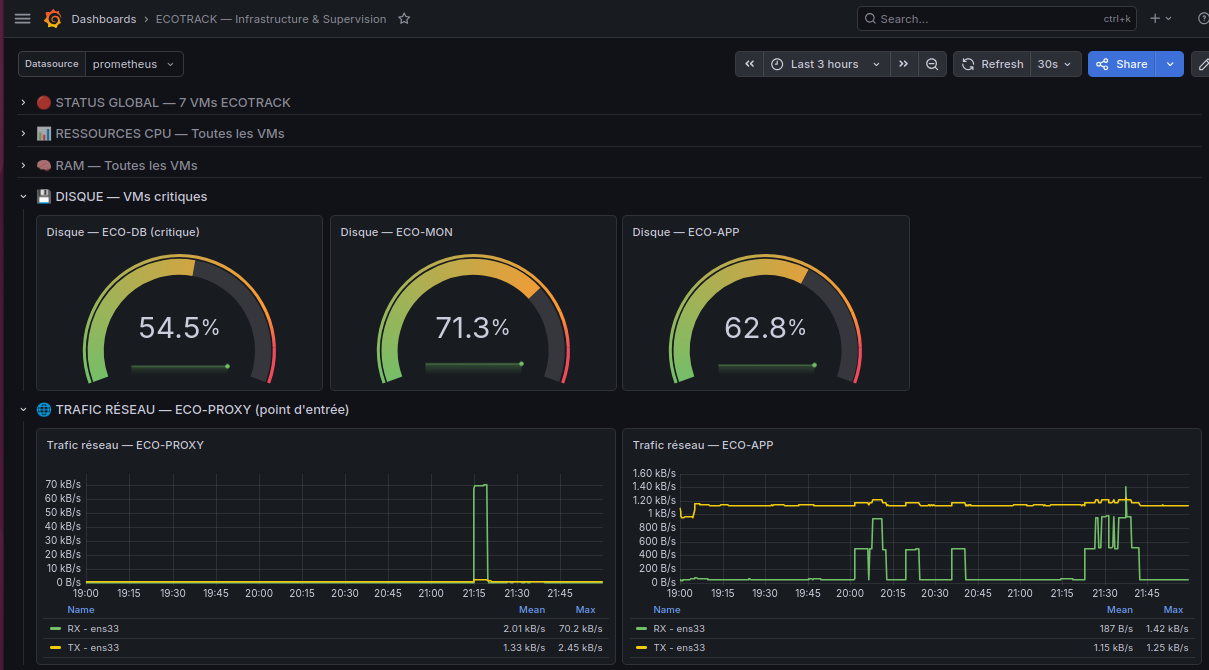 Dashboards › ECOTRACK — Infrastructure & Supervision
Search... ctrl+k
Datasource prometheus
Last 3 hours
Refresh 30s
Share
STATUS GLOBAL — 7 VMs ECOTRACK
RESSOURCES CPU — Toutes les VMs
RAM — Toutes les VMs
DISQUE — VMs critiques
Disque — ECO-DB (critique)
54.5%
Disque — ECO-MON
71.3%
Disque — ECO-APP
62.8%
TRAFIC RÉSEAU — ECO-PROXY (point d'entrée)
Trafic réseau — ECO-PROXY
70 kB/s
60 kB/s
50 kB/s
40 kB/s
30 kB/s
20 kB/s
10 kB/s
0 B/s
19:00 19:15 19:30 19:45 20:00 20:15 20:30 20:45 21:00 21:15 21:30 21:45
Name Mean Max
RX - ens33 2.01 kB/s 70.2 kB/s
TX - ens33 1.33 kB/s 2.45 kB/s
Trafic réseau — ECO-APP
1.60 kB/s
1.40 kB/s
1.20 kB/s
1 kB/s
800 B/s
600 B/s
400 B/s
200 B/s
0 B/s
19:00 19:15 19:30 19:45 20:00 20:15 20:30 20:45 21:00 21:15 21:30 21:45
Name Mean Max
RX - ens33 187 B/s 1.42 kB/s
TX - ens33 1.15 kB/s 1.25 kB/s